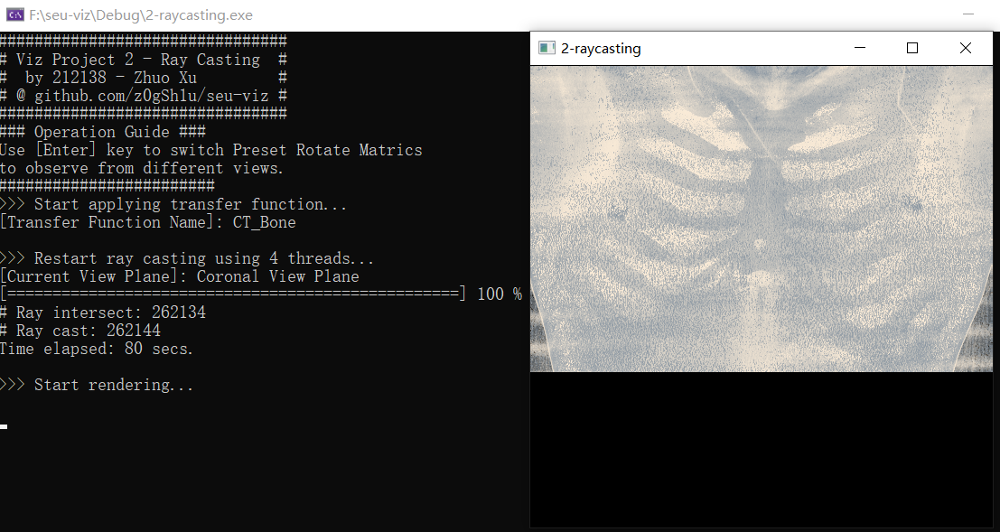 F:\seu-viz\Debug\2-raycasting.exe
################################
# Viz Project 2 - Ray Casting  #
#  by 212138 - Zhuo Xu         #
# @ github.com/z0gSh1u/seu-viz #
################################
### Operation Guide ###
Use [Enter] key to switch Preset Rotate Matrics
to observe from different views.
########################
>>> Start applying transfer function...
[Transfer Function Name]: CT_Bone
>>> Restart ray casting using 4 threads...
[Current View Plane]: Coronal View Plane
[==================================================] 100 %
# Ray intersect: 262134
# Ray cast: 262144
Time elapsed: 80 secs.
>>> Start rendering...
2-raycasting